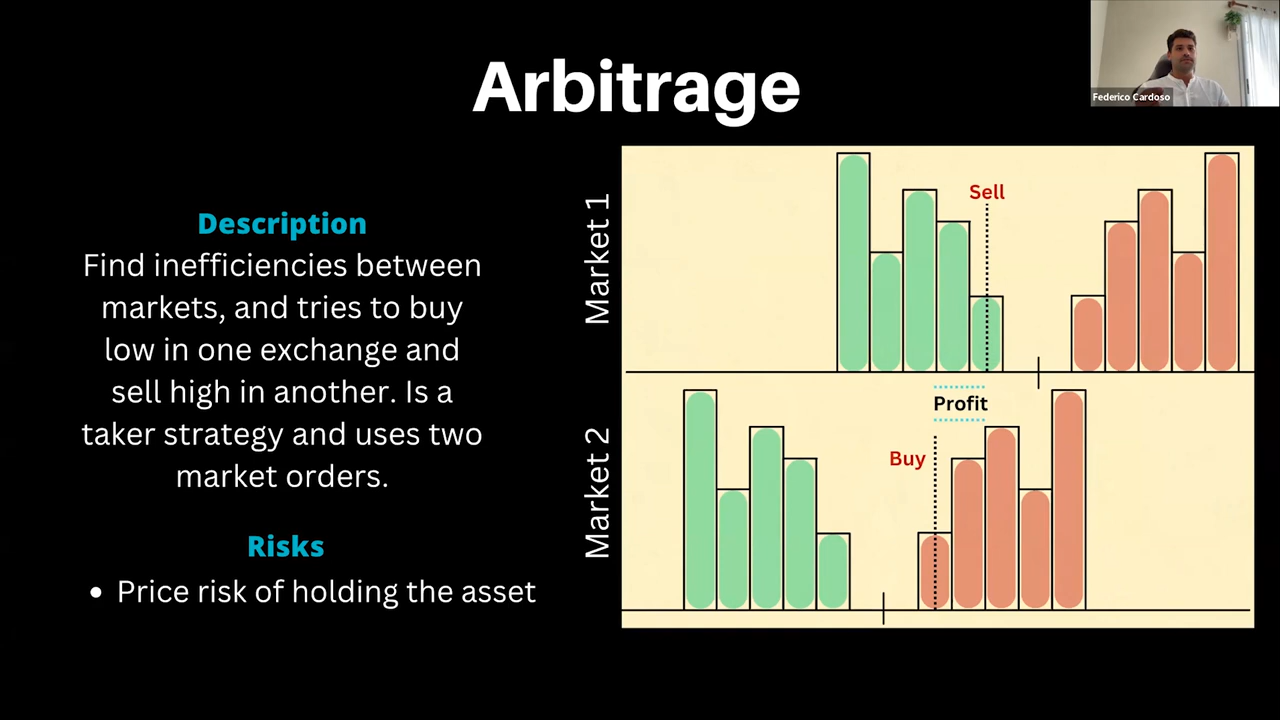 Arbitrage
Federico Cardoso
Description
Find inefficiencies between
markets, and tries to buy
low in one exchange and
sell high in another. Is a
taker strategy and uses two
market orders.
Risks
• Price risk of holding the asset
Market 1
Sell
Profit
Market 2
Buy